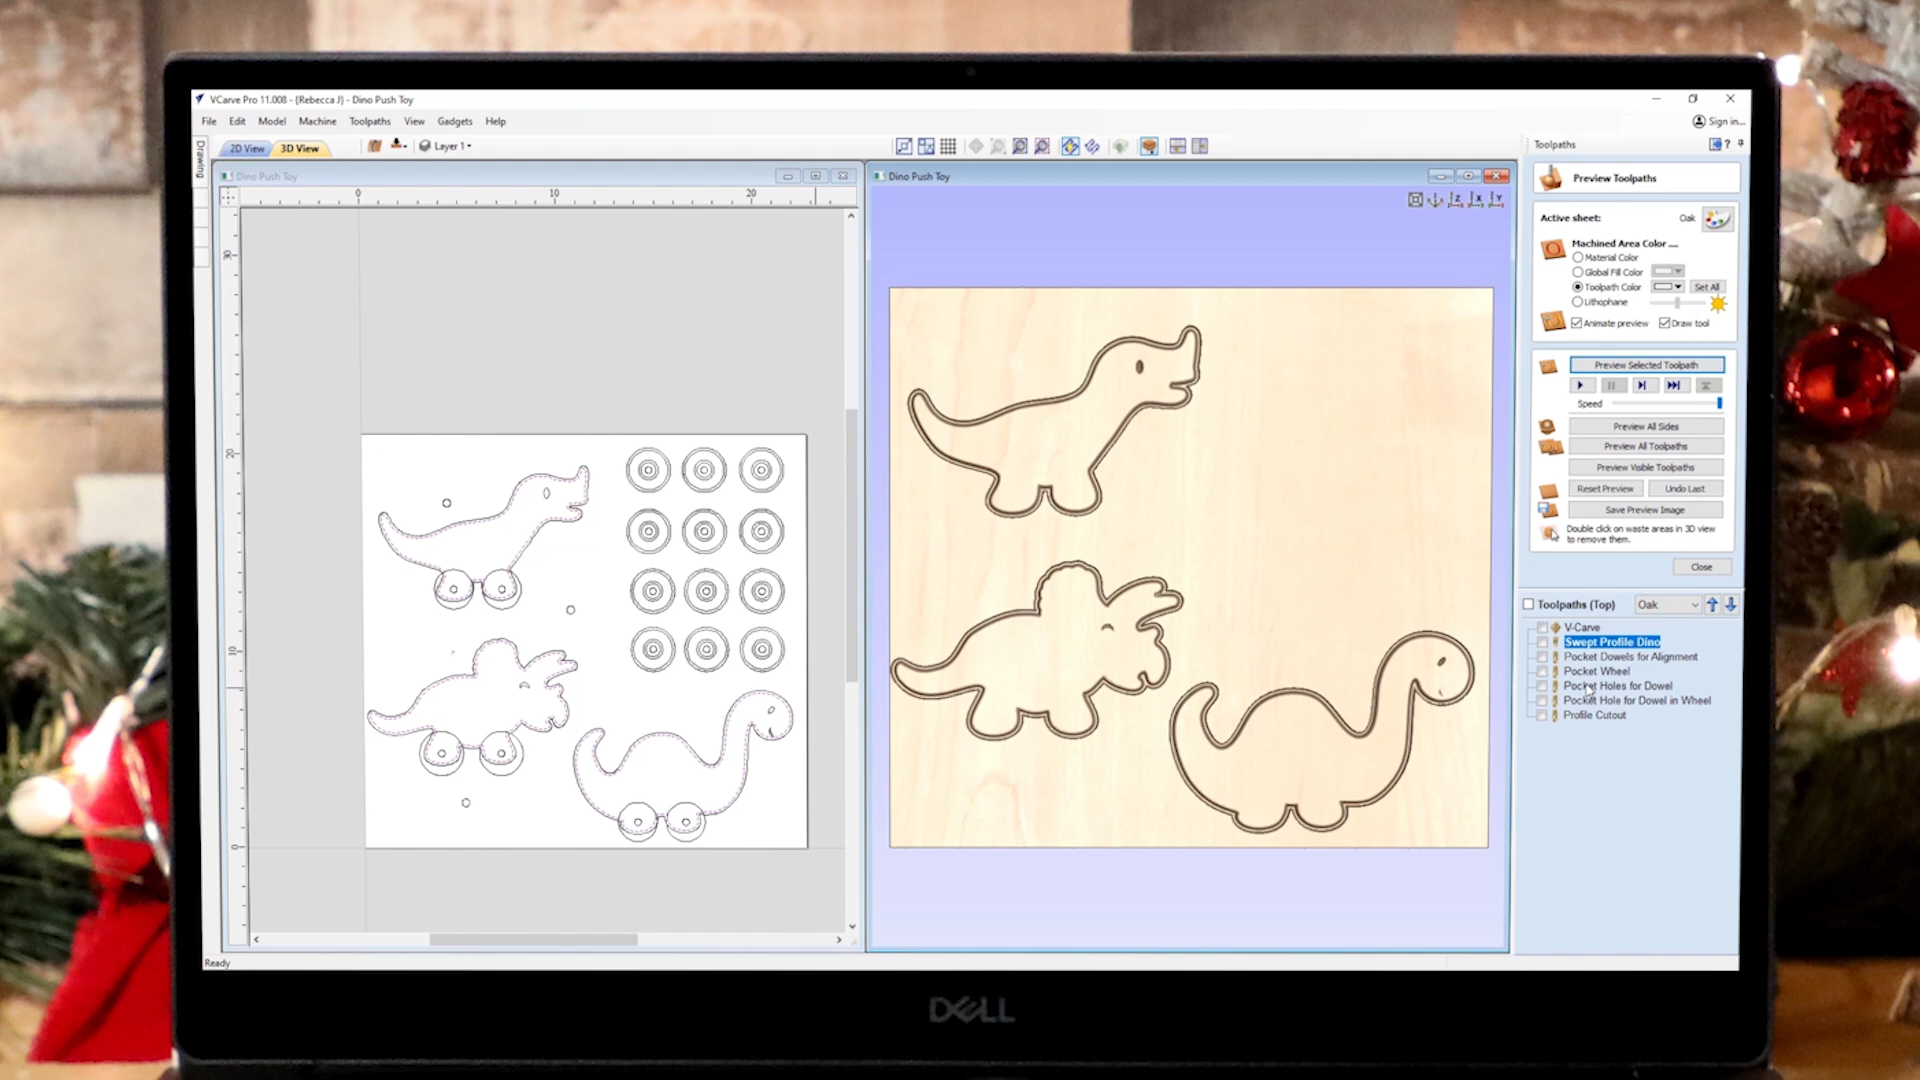 VCarve Pro 11.008 - {Rebecca J} - Dino Push Toy
File Edit Model Machine Toolpaths View Gadgets Help
Sign in...
2D View 3D View Layer 1
Drawing
Toolpaths
Dino Push Toy
0 10 20
30
20
10
0
Dino Push Toy
Z X Y
Preview Toolpaths
Active sheet: Oak
Machined Area Color ....
Material Color
Global Fill Color
Toolpath Color Set All
Lithophane
Animate preview Draw tool
Preview Selected Toolpath
Speed
Preview All Sides
Preview All Toolpaths
Preview Visible Toolpaths
Reset Preview Undo Last
Save Preview Image
Double click on waste areas in 3D view
to remove them.
Close
Toolpaths (Top) Oak
V-Carve
Swept Profile Dino
Pocket Dowels for Alignment
Pocket Wheel
Pocket Holes for Dowel
Pocket Hole for Dowel in Wheel
Profile Cutout
Ready
DELL